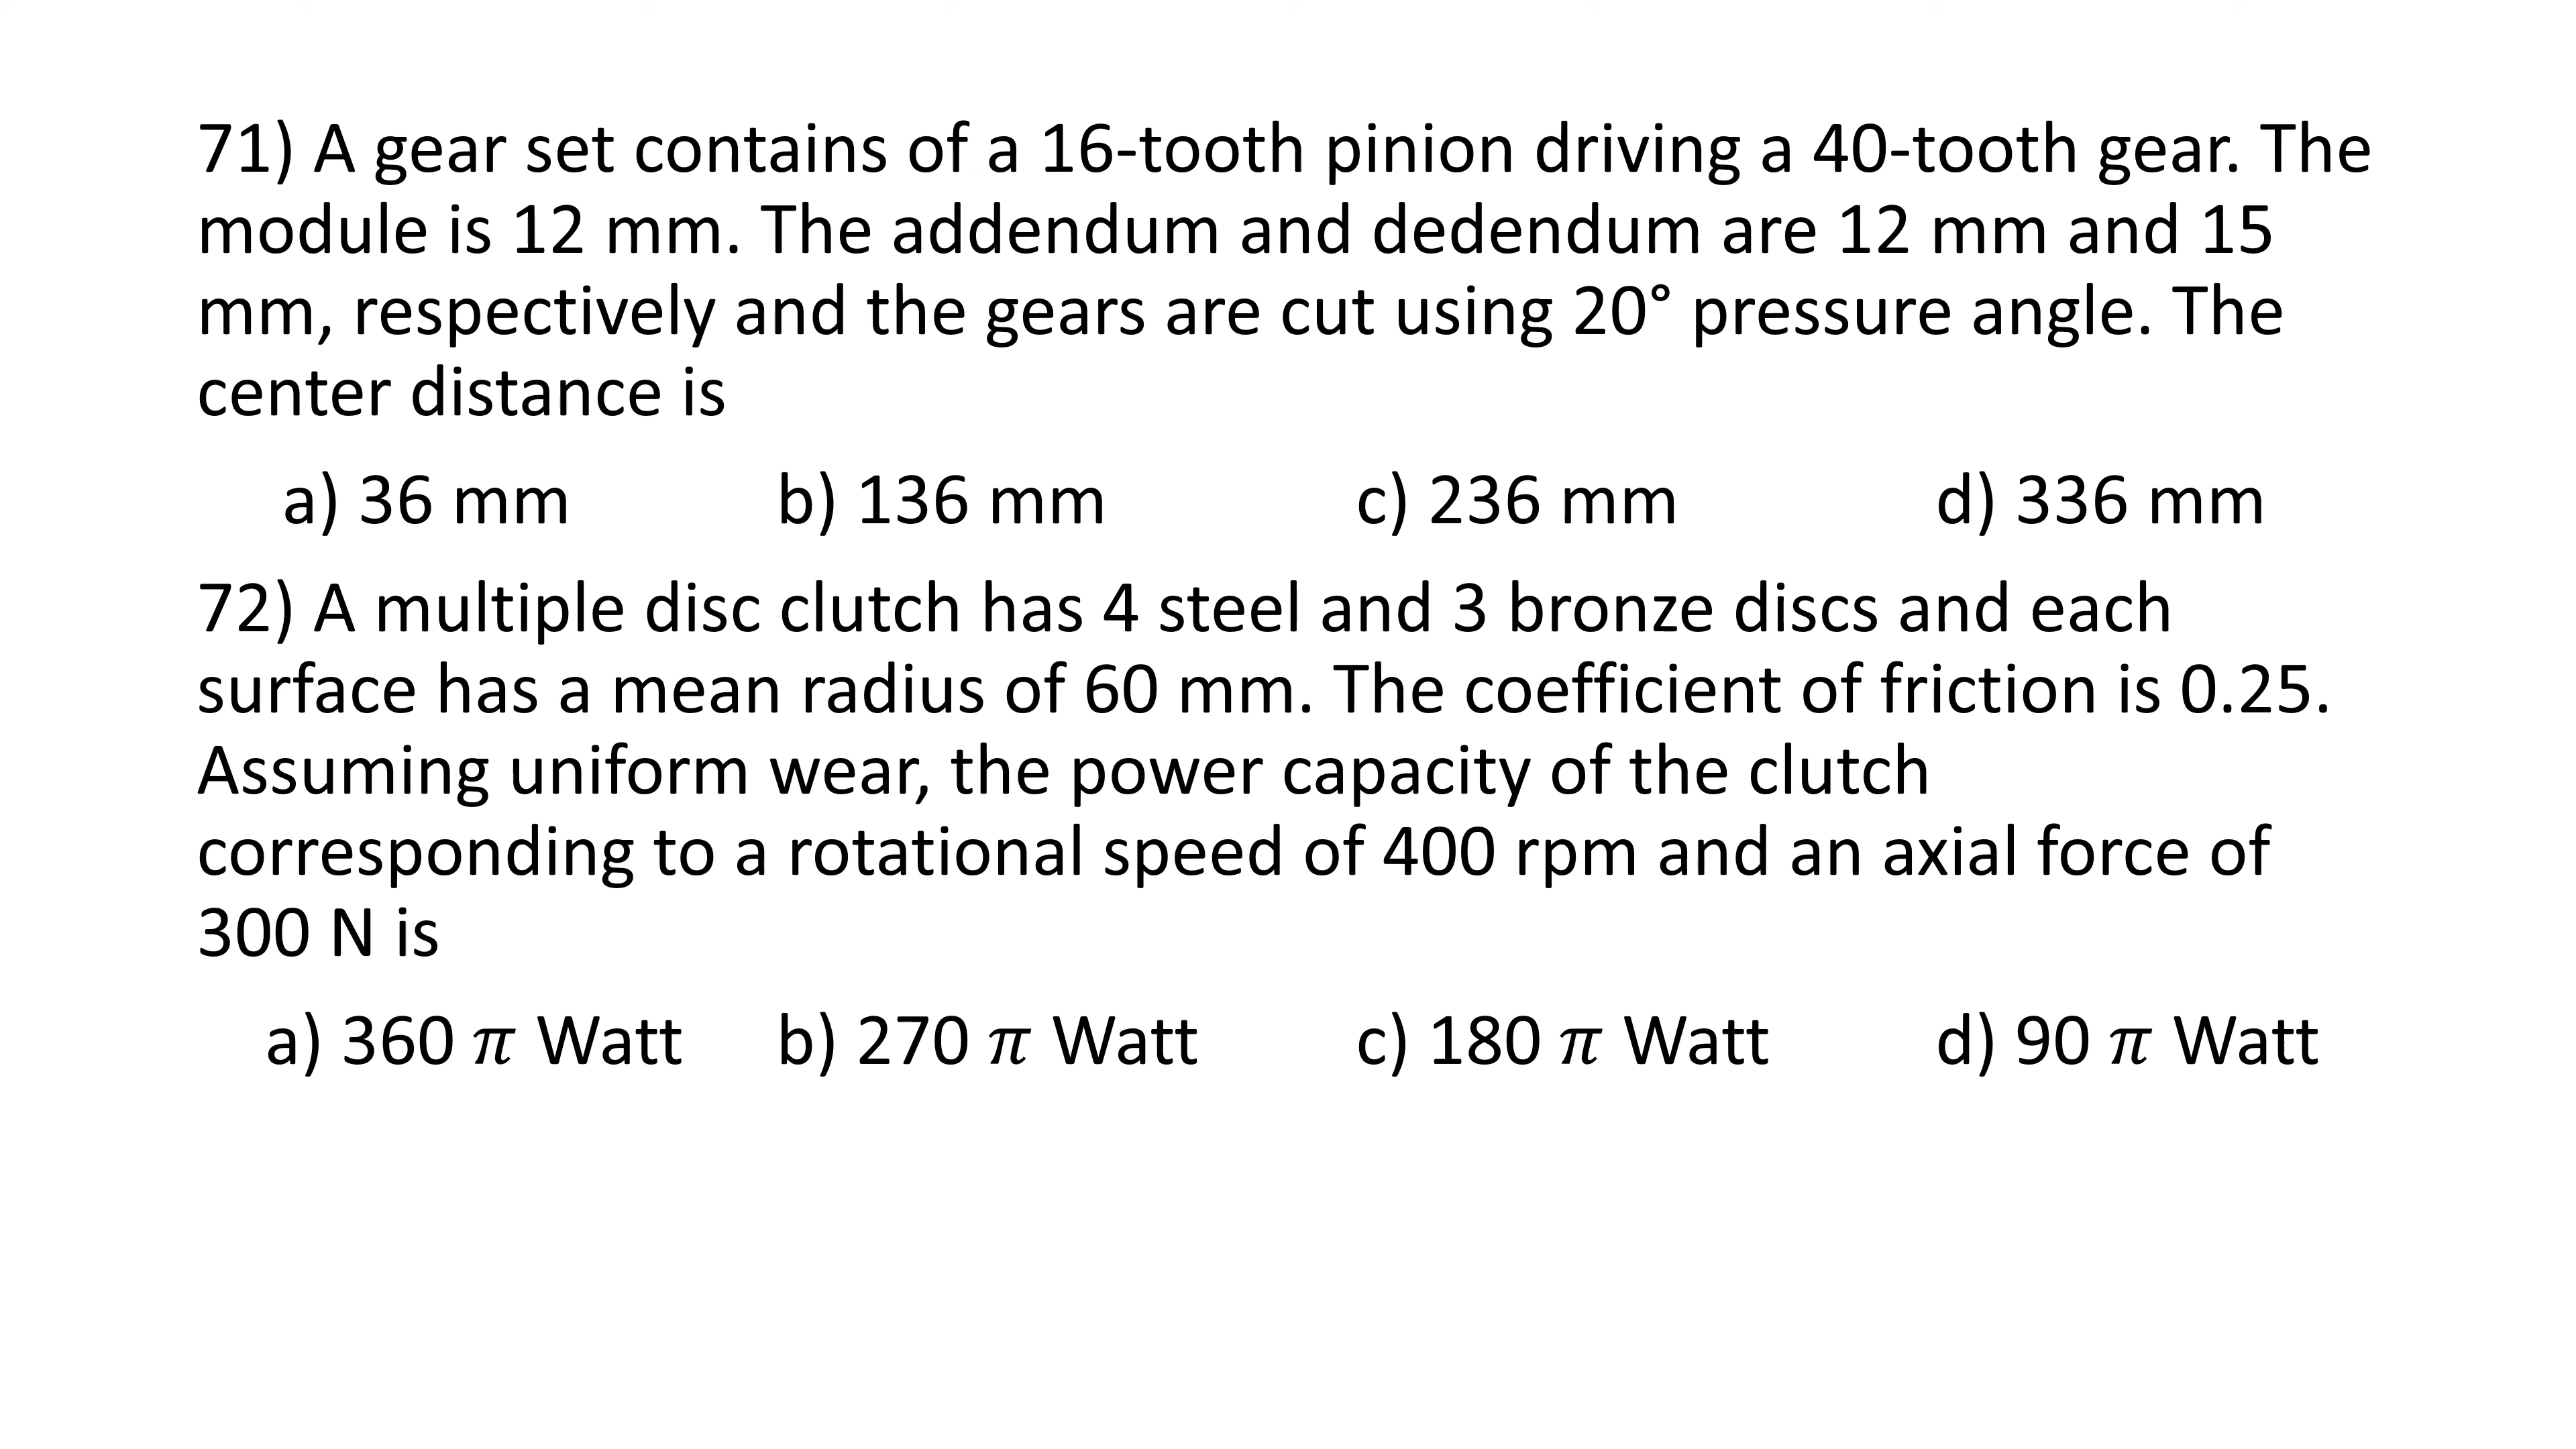 71) A gear set contains of a 16-tooth pinion driving a 40-tooth gear. The
module is 12 mm. The addendum and dedendum are 12 mm and 15
mm, respectively and the gears are cut using 20° pressure angle. The
center distance is
a) 36 mm b) 136 mm c) 236 mm d) 336 mm
72) A multiple disc clutch has 4 steel and 3 bronze discs and each
surface has a mean radius of 60 mm. The coefficient of friction is 0.25.
Assuming uniform wear, the power capacity of the clutch
corresponding to a rotational speed of 400 rpm and an axial force of
300 N is
a) 360 π Watt b) 270 π Watt c) 180 π Watt d) 90 π Watt